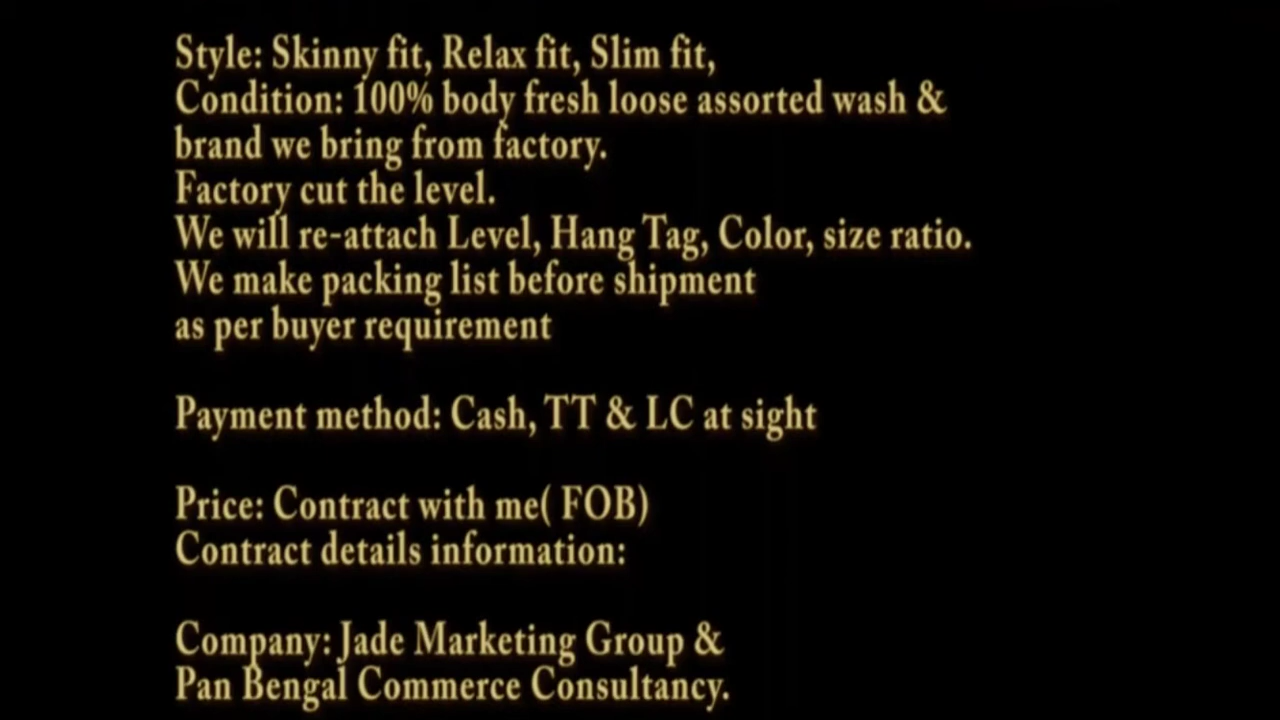 Style: Skinny fit, Relax fit, Slim fit,
Condition: 100% body fresh loose assorted wash &
brand we bring from factory.
Factory cut the level.
We will re-attach Level, Hang Tag, Color, size ratio.
We make packing list before shipment
as per buyer requirement
Payment method: Cash, TT & LC at sight
Price: Contract with me( FOB)
Contract details information:
Company: Jade Marketing Group &
Pan Bengal Commerce Consultancy.